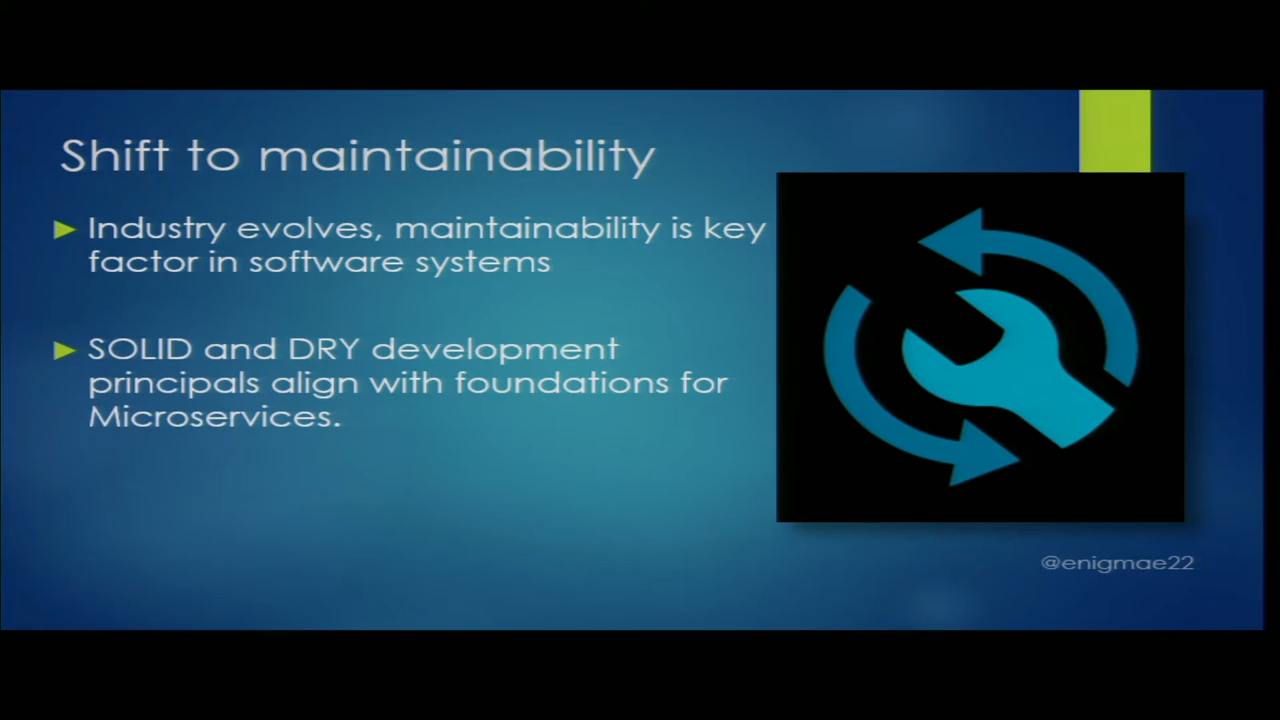 Shift to maintainability
Industry evolves, maintainability is key
factor in software systems
SOLID and DRY development
principals align with foundations for
Microservices.
@enigmae22